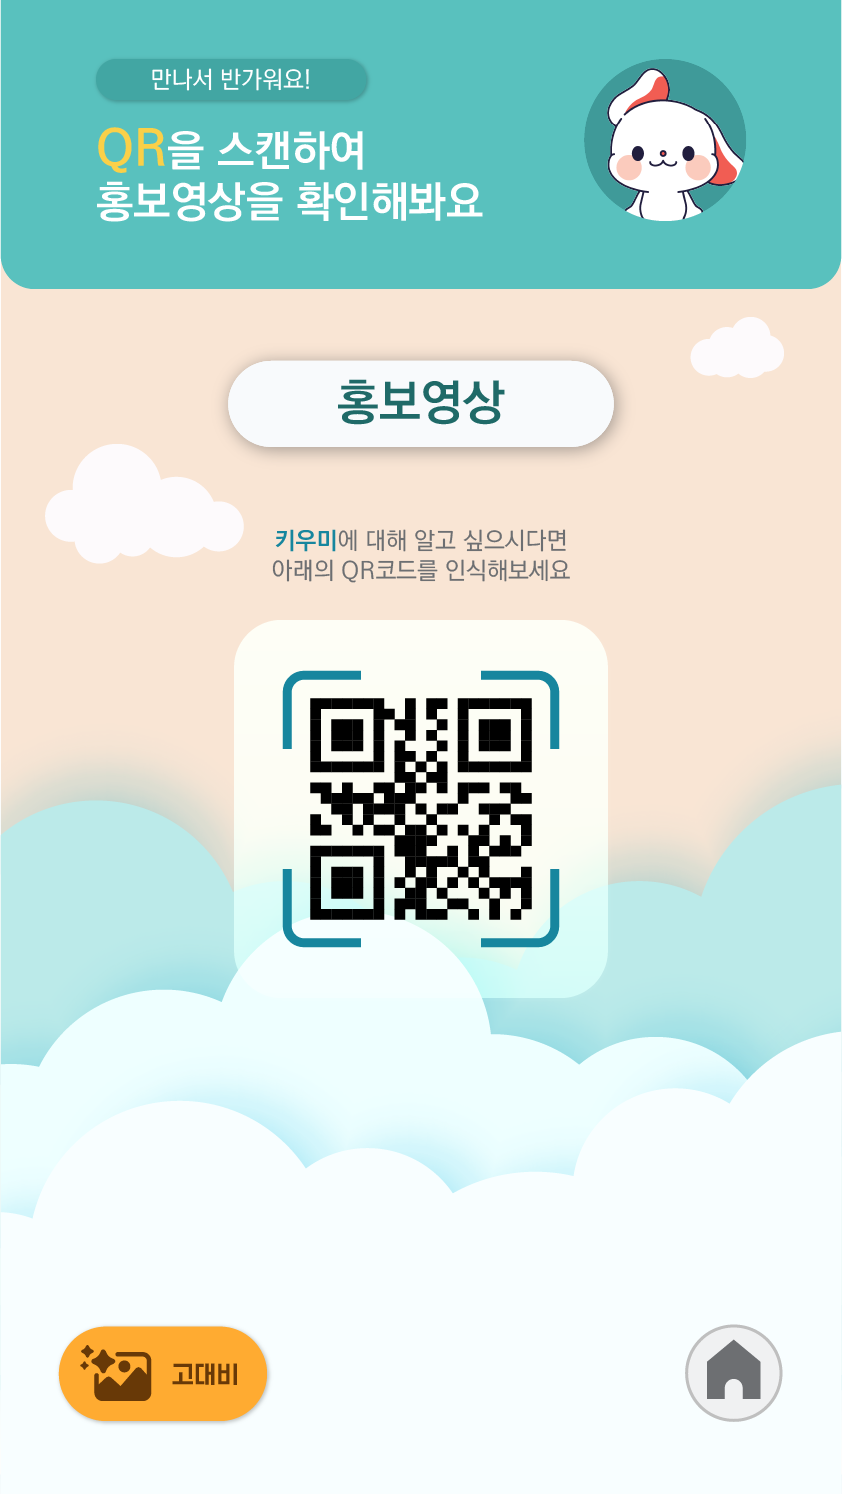 만나서 반가워요!
QR을 스캔하여
홍보영상을 확인해봐요
홍보영상
키우미에 대해 알고 싶으시다면
아래의 QR코드를 인식해보세요
고대비